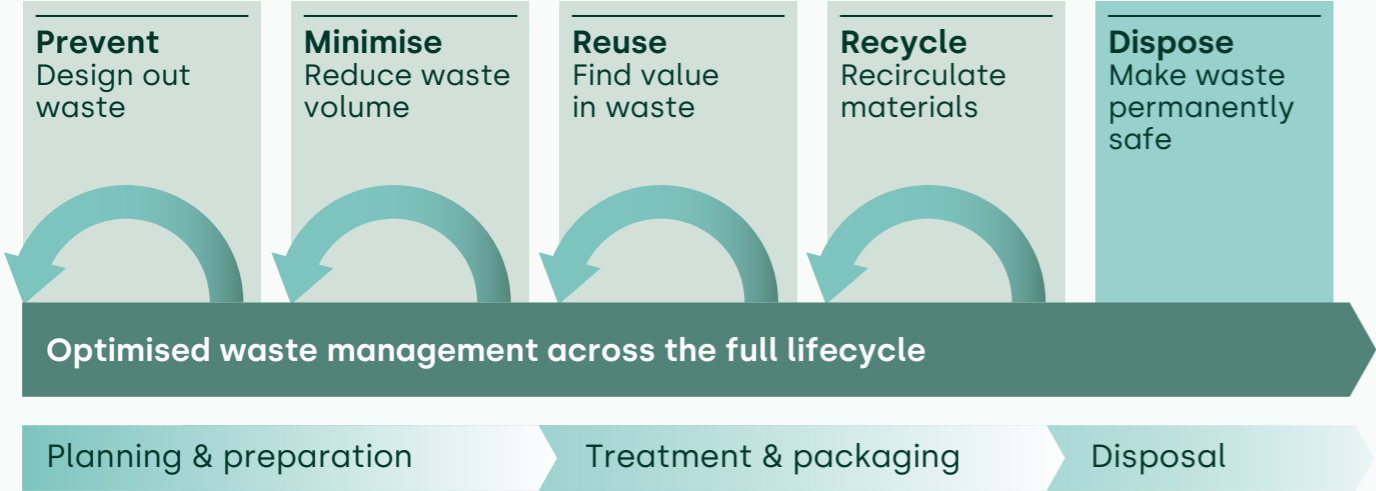 Prevent
Design out
waste
Minimise
Reduce waste
volume
Reuse
Find value
in waste
Recycle
Recirculate
materials
Dispose
Make waste
permanently
safe
Optimised waste management across the full lifecycle
Planning & preparation
Treatment & packaging
Disposal